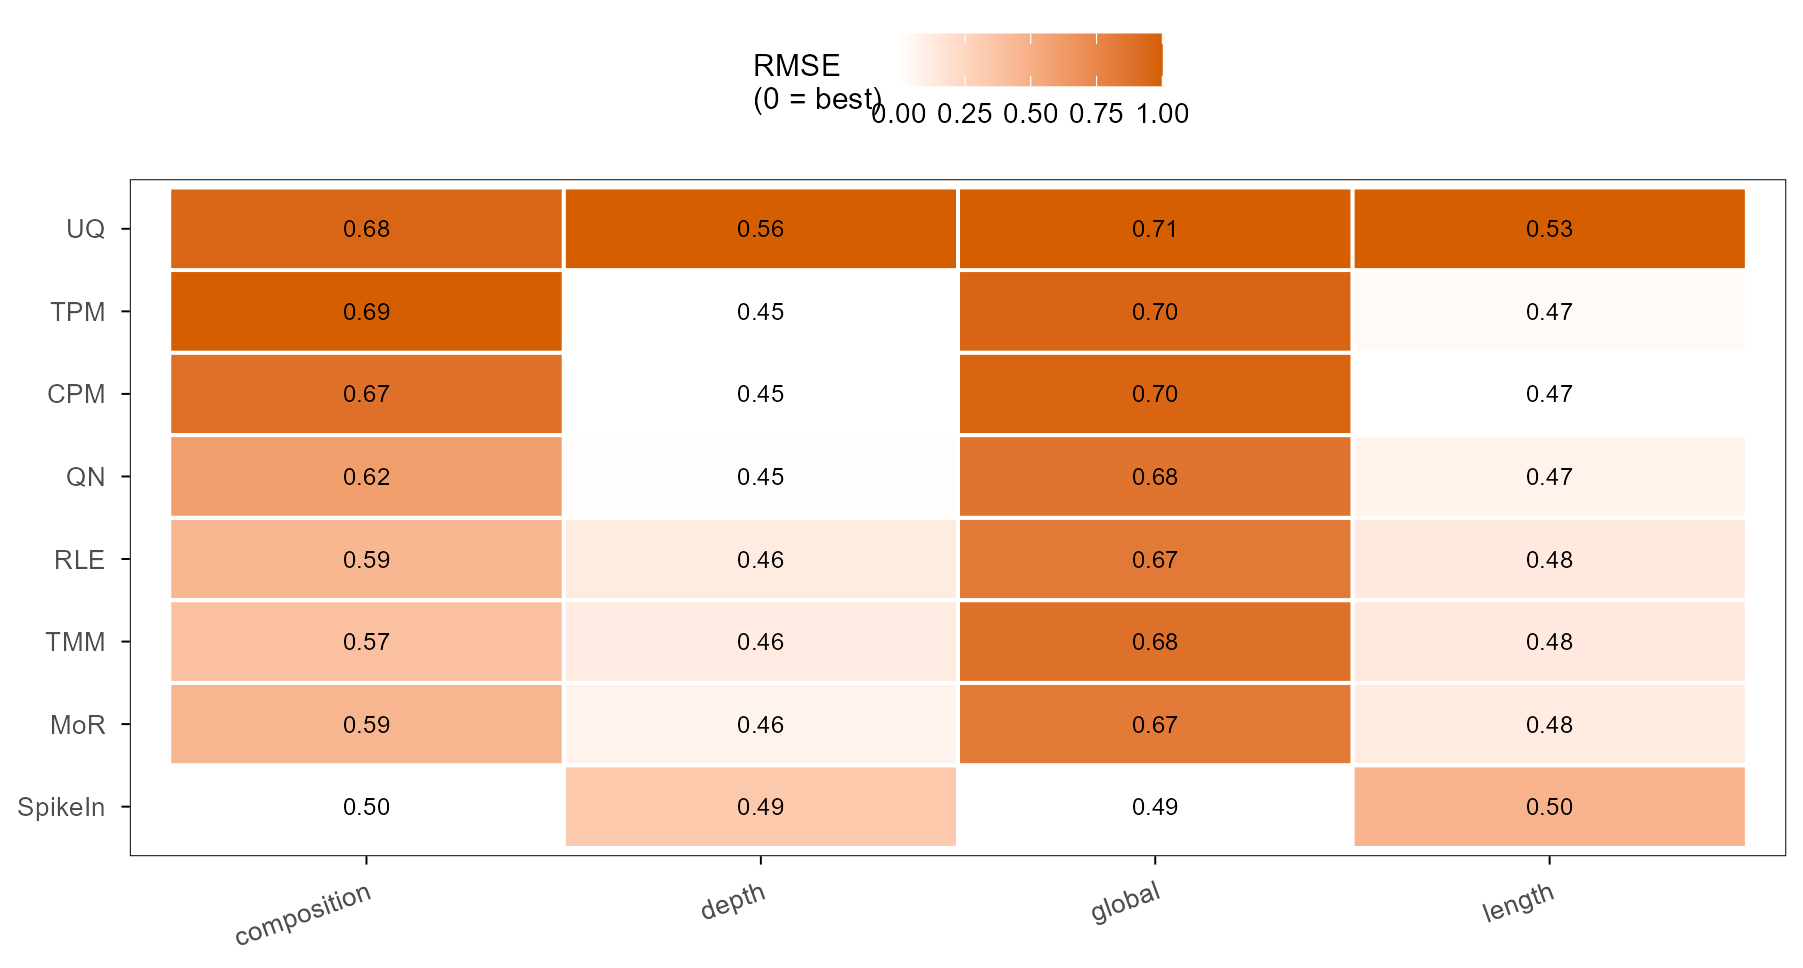 RMSE
(0 = best)
0.00 0.25 0.50 0.75 1.00
UQ 0.68 0.56 0.71 0.53
TPM 0.69 0.45 0.70 0.47
CPM 0.67 0.45 0.70 0.47
QN 0.62 0.45 0.68 0.47
RLE 0.59 0.46 0.67 0.48
TMM 0.57 0.46 0.68 0.48
MoR 0.59 0.46 0.67 0.48
SpikeIn 0.50 0.49 0.49 0.50
composition depth global length